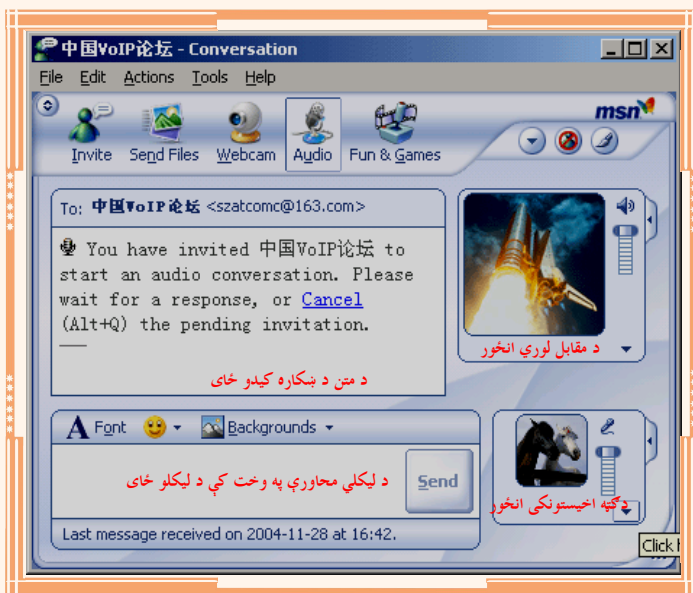 中国VoIP论坛 - Conversation
File Edit Actions Tools Help
msn
Invite Send Files Webcam Audio Fun & Games
To: 中国VoIP论坛 <szatcomc@163.com>
You have invited 中国VoIP论坛 to
start an audio conversation. Please
wait for a response, or Cancel
(Alt+Q) the pending invitation.
د مقابل لوري انځور
د متن د ښکاره کیدو ځای
A Font Backgrounds
د لیکلي محاورې په وخت کې د لیکلو ځای
Send
دګټه اخیستونکی انځور
Last message received on 2004-11-28 at 16:42.
Click